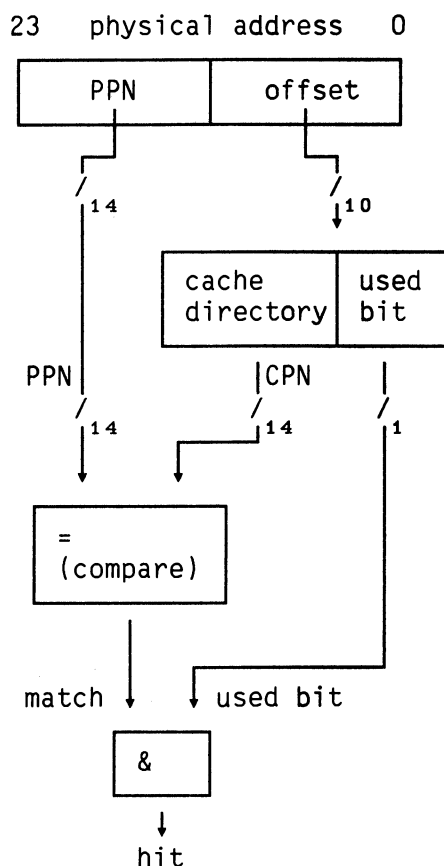 23 physical address 0
PPN offset
14 10
cache directory used bit
PPN CPN
14 14 1
= (compare)
match used bit
&
hit